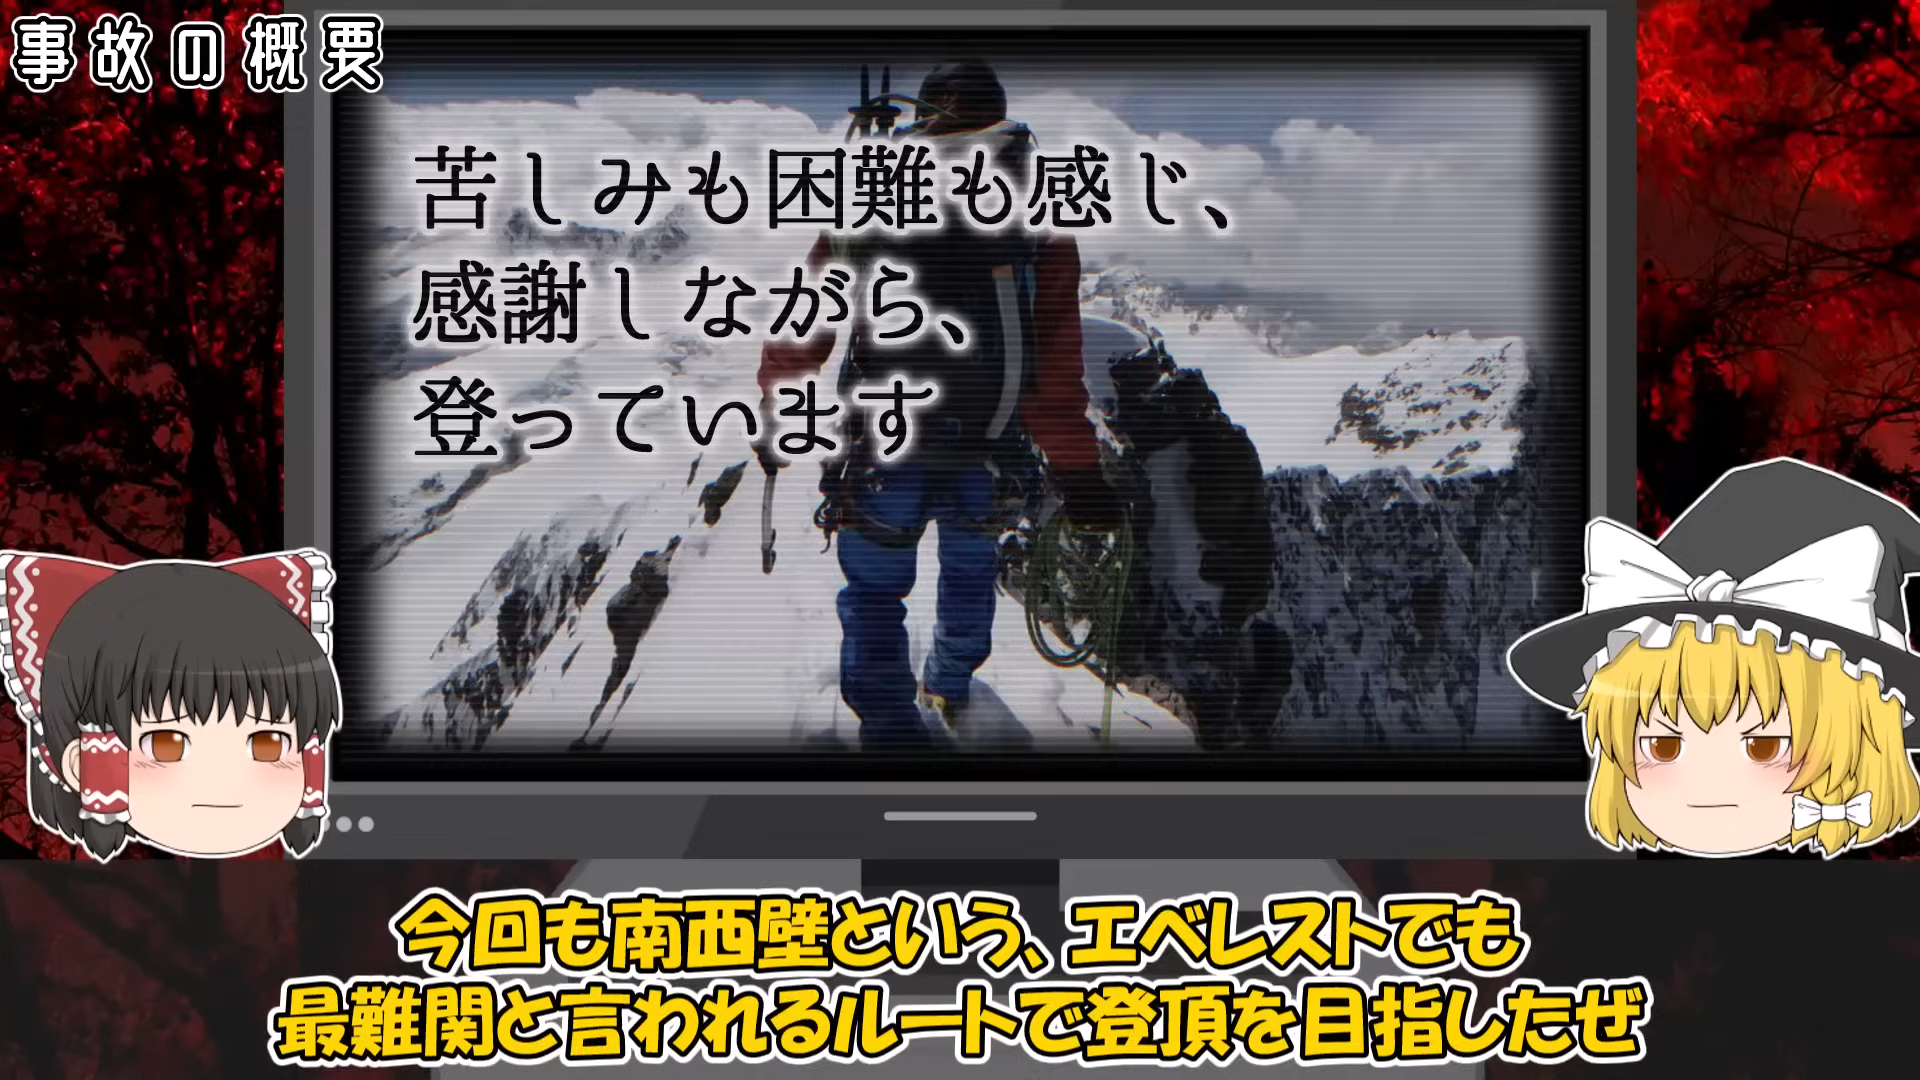 事故の概要
苦しみも困難も感じ、
感謝しながら、
登っています
今回も南西壁という、エベレストでも
最難関と言われるルートで登頂を目指したぜ